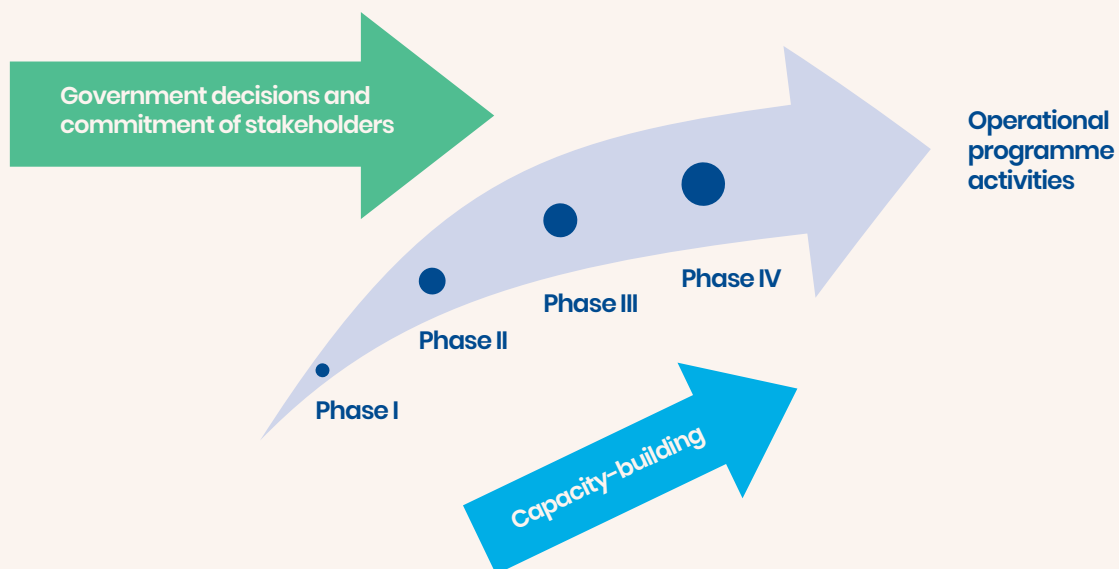 Government decisions and
commitment of stakeholders
Operational
programme
activities
Phase IV
Phase III
Phase II
Phase I
Capacity-building